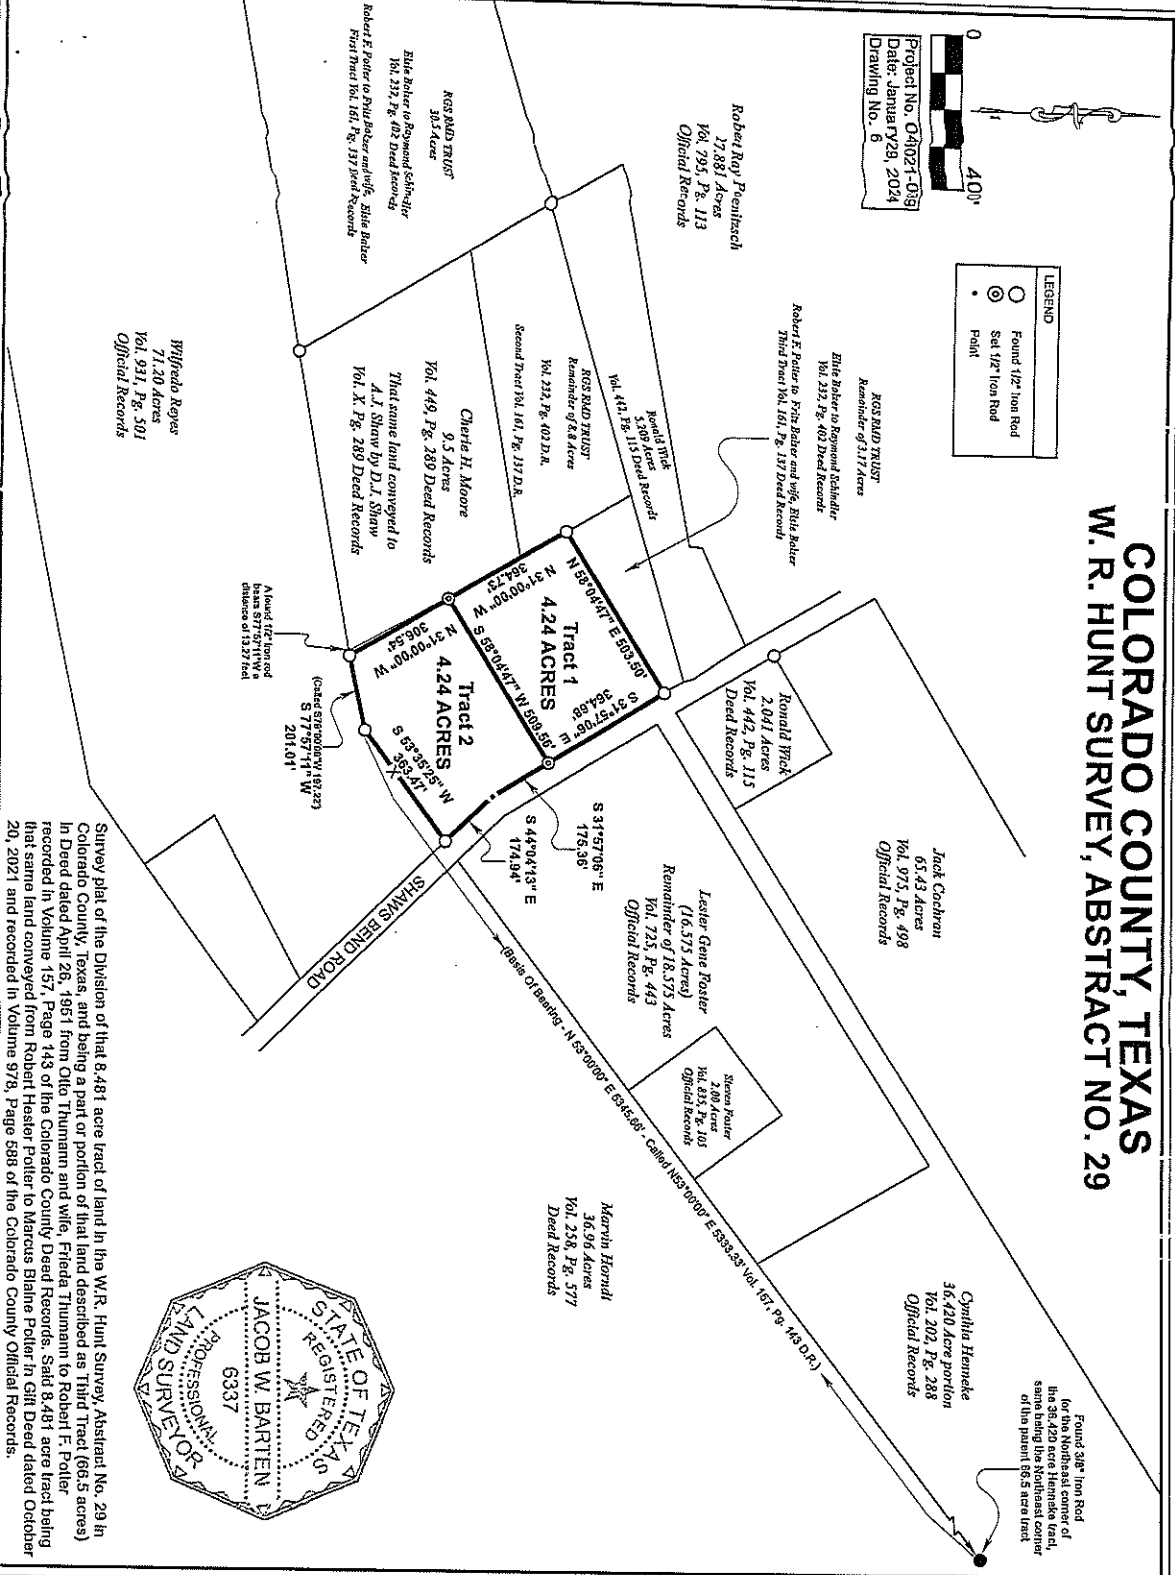 COLORADO COUNTY, TEXAS
W. R. HUNT SURVEY, ABSTRACT NO. 29
0
400'
Project No. 041021-03g
Date: January 29, 2024
Drawing No. 6
LEGEND
Found 1/2" Iron Rod
Set 1/2" Iron Rod
Point
Robert Ray Poenitzsch
17.881 Acres
Vol. 795, Pg. 113
Official Records
RGS RMD TRUST
Remainder of 3.17 Acres
Elsie Balzer to Raymond Schindler
Vol. 232, Pg. 402 Deed Records
Robert F. Potter to Fritz Balzer and wife, Elsie Balzer
Third Tract Vol. 161, Pg. 137 Deed Records
RGS RMD TRUST
30.5 Acres
Elsie Balzer to Raymond Schindler
Vol. 232, Pg. 402 Deed Records
Robert F. Potter to Fritz Balzer and wife, Elsie Balzer
First Tract Vol. 161, Pg. 137 Deed Records
Ronald Wick
5.209 Acres
Vol. 442, Pg. 115 Deed Records
RGS RMD TRUST
Remainder of 8.8 Acres
Vol. 232, Pg. 402 D.R.
Second Tract Vol. 161, Pg. 137 D.R.
Cherie H. Moore
9.5 Acres
Vol. 449, Pg. 289 Deed Records
That same land conveyed to
A.J. Shaw by D.J. Shaw
Vol. X, Pg. 289 Deed Records
Wilfredo Reyes
71.20 Acres
Vol. 931, Pg. 501
Official Records
Ronald Wick
2.041 Acres
Vol. 442, Pg. 115
Deed Records
Jack Cochran
65.43 Acres
Vol. 975, Pg. 498
Official Records
N 58°04'47" E 503.50'
Tract 1
4.24 ACRES
N 31°00'00" W
364.73'
S 31°57'06" E
364.68'
S 58°04'47" W 509.55'
Tract 2
4.24 ACRES
N 31°00'00" W
306.54'
S 53°35'25" W
363.47'
X
S 31°57'06" E
175.36'
S 44°04'13" E
174.94'
A found 1/2" iron rod
bears S77°57'11"W a
distance of 13.27 feet
(Called S78°00'00"W 197.22')
S 77°57'11" W
201.01'
SHAWS BEND ROAD
Lester Gene Foster
(16.575 Acres)
Remainder of 18.575 Acres
Vol. 725, Pg. 443
Official Records
Steven Foster
2.00 Acres
Vol. 835, Pg. 105
Official Records
(Basis Of Bearing - N 53°00'00" E 5345.66' - Called N53°00'00" E 5333.33' Vol. 157, Pg. 143 D.R.)
Marvin Horndt
36.96 Acres
Vol. 258, Pg. 577
Deed Records
Cynthia Henneke
36.420 Acre portion
Vol. 202, Pg. 288
Official Records
Found 3/8" Iron Rod
for the Northeast corner of
the 36.420 acre Henneke tract,
same being the Northeast corner
of the parent 66.5 acre tract
STATE OF TEXAS
REGISTERED
JACOB W. BARTEN
6337
PROFESSIONAL
LAND SURVEYOR
Survey plat of the Division of that 8.481 acre tract of land in the W.R. Hunt Survey, Abstract No. 29 in
Colorado County, Texas, and being a part or portion of that land described as Third Tract (66.5 acres)
in Deed dated April 26, 1951 from Otto Thumann and wife, Frieda Thumann to Robert F. Potter
recorded in Volume 157, Page 143 of the Colorado County Deed Records. Said 8.481 acre tract being
that same land conveyed from Robert Hester Potter to Marcus Blaine Potter in Gift Deed dated October
20, 2021 and recorded in Volume 978, Page 588 of the Colorado County Official Records.